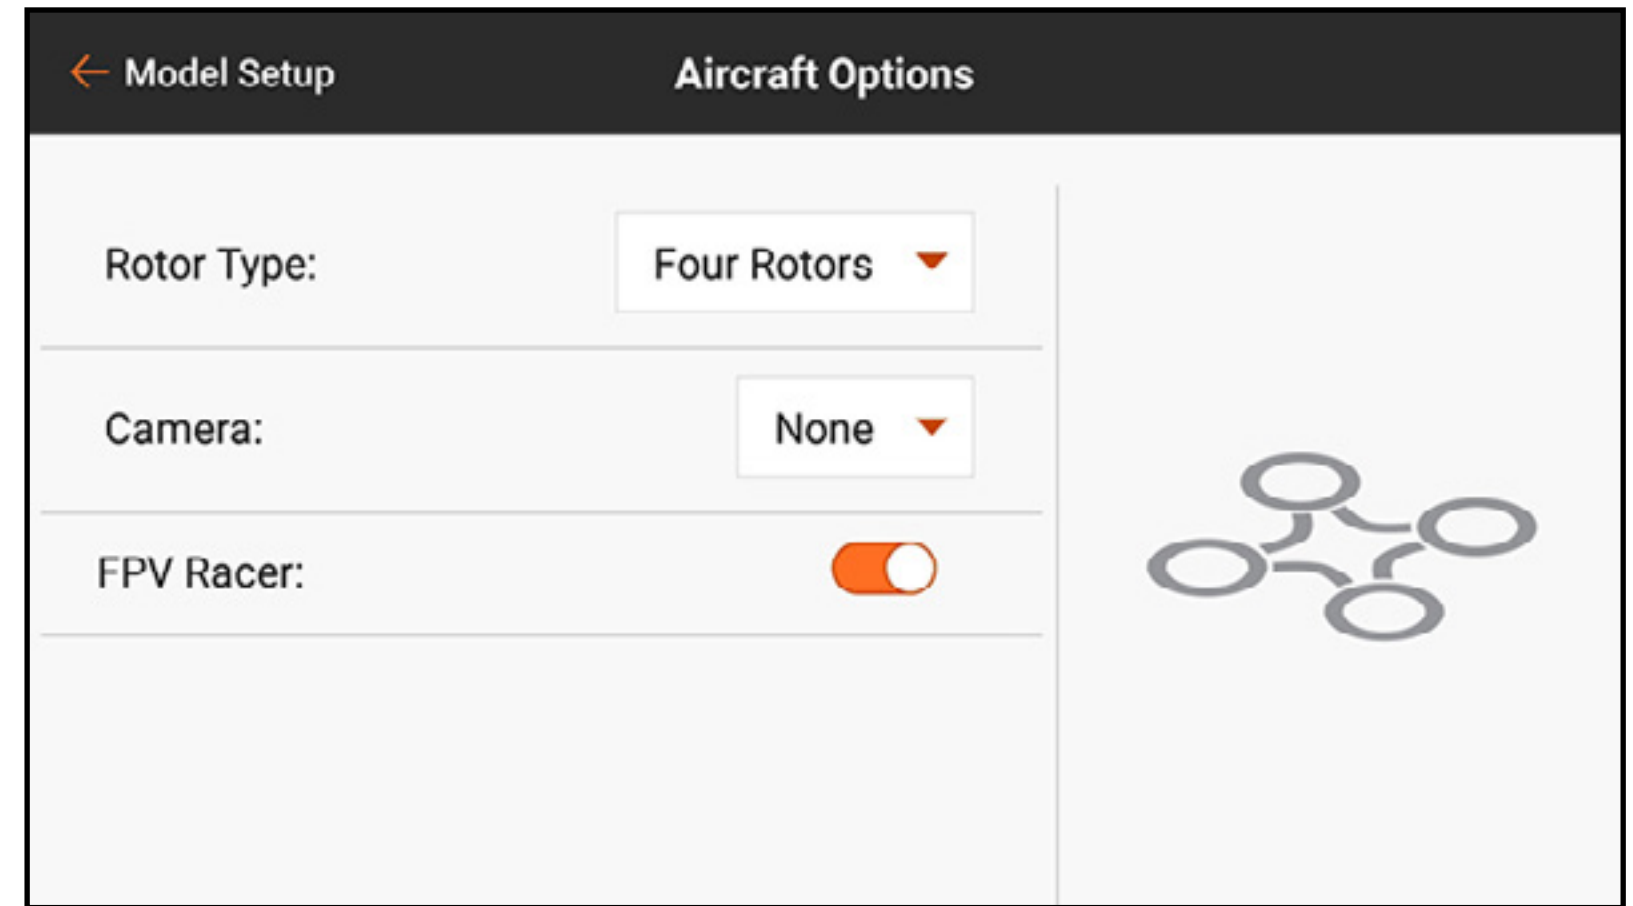 Model Setup
Aircraft Options
Rotor Type:
Four Rotors
Camera:
None
FPV Racer: